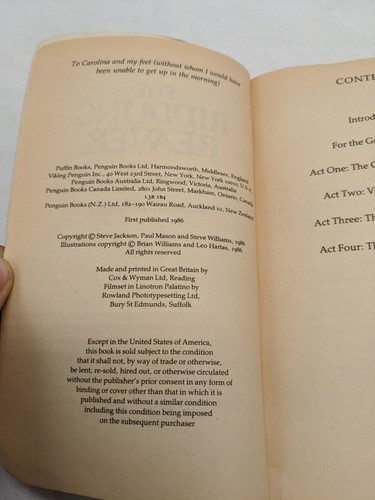 To Carolina and my feet (without whom I would have
been unable to get up in the morning)
Puffin Books, Penguin Books Ltd, Harmondsworth, Middlesex, England
Viking Penguin Inc., 40 West 23rd Street, New York, New York 10010, U.S.A.
Penguin Books Australia Ltd, Ringwood, Victoria, Australia
Penguin Books Canada Limited, 2801 John Street, Markham, Ontario, Canada
L3R 1B4
Penguin Books (N.Z.) Ltd, 182–190 Wairau Road, Auckland 10, New Zealand
First published 1986
Copyright © Steve Jackson, Paul Mason and Steve Williams, 1986
Illustrations copyright © Brian Williams and Leo Hartas, 1986
All rights reserved
Made and printed in Great Britain by
Cox & Wyman Ltd, Reading
Filmset in Linotron Palatino by
Rowland Phototypesetting Ltd,
Bury St Edmunds, Suffolk
Except in the United States of America,
this book is sold subject to the condition
that it shall not, by way of trade or otherwise,
be lent, re-sold, hired out, or otherwise circulated
without the publisher's prior consent in any form of
binding or cover other than that in which it is
published and without a similar condition
including this condition being imposed
on the subsequent purchaser
CONTE
Introd
For the Ga
Act One: The G
Act Two: V
Act Three: Th
Act Four: Th